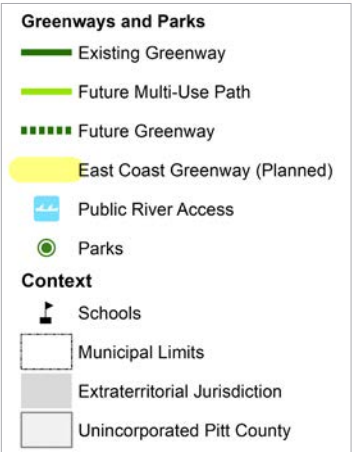 Greenways and Parks
Existing Greenway
Future Multi-Use Path
Future Greenway
East Coast Greenway (Planned)
Public River Access
Parks
Context
Schools
Municipal Limits
Extraterritorial Jurisdiction
Unincorporated Pitt County